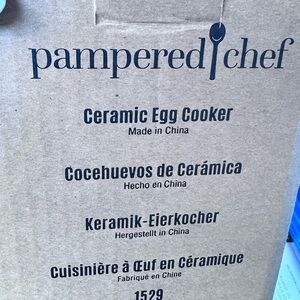 pampered chef
Ceramic Egg Cooker
Made in China
Cocehuevos de Cerámica
Hecho en China
Keramik-Eierkocher
Hergestellt in China
Cuisinière à Œuf en Céramique
Fabriqué en Chine
1529